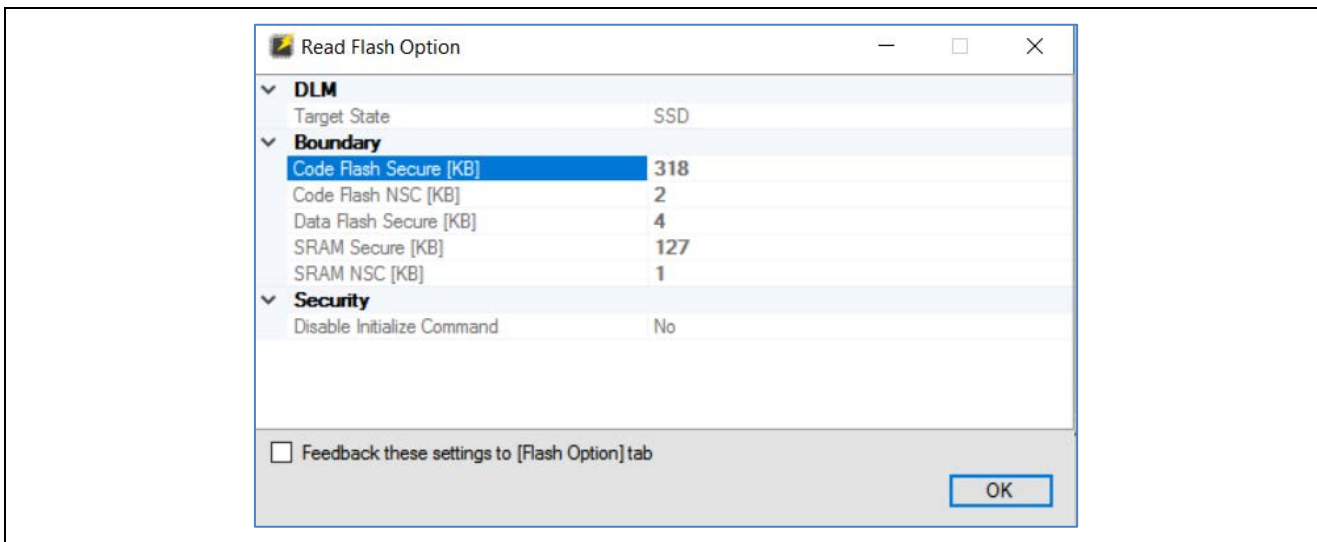 Read Flash Option
DLM
Target State SSD
Boundary
Code Flash Secure [KB] 318
Code Flash NSC [KB] 2
Data Flash Secure [KB] 4
SRAM Secure [KB] 127
SRAM NSC [KB] 1
Security
Disable Initialize Command No
Feedback these settings to [Flash Option] tab
OK